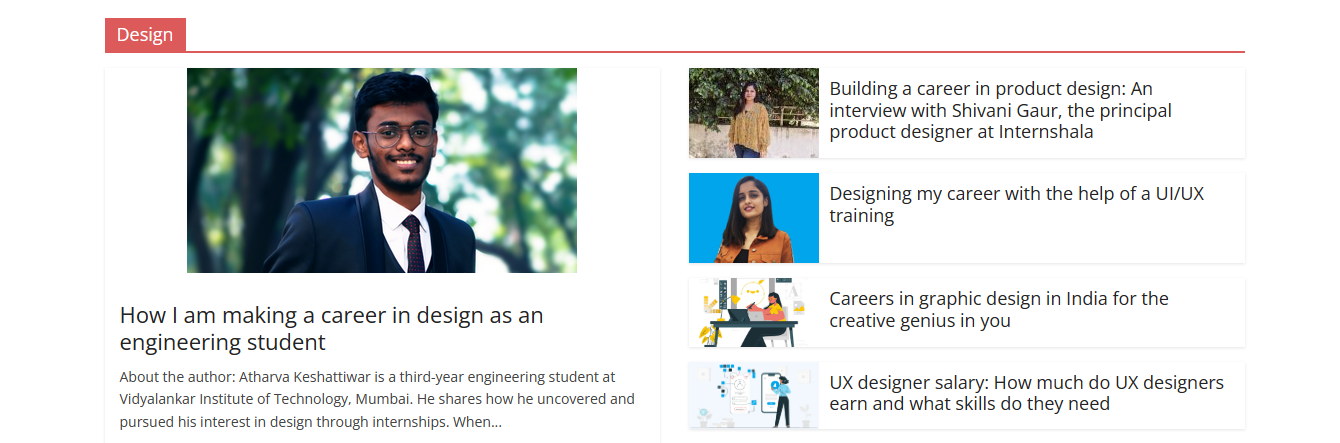 Design
How I am making a career in design as an
engineering student
About the author: Atharva Keshattiwar is a third-year engineering student at
Vidyalankar Institute of Technology, Mumbai. He shares how he uncovered and
pursued his interest in design through internships. When...
Building a career in product design: An
interview with Shivani Gaur, the principal
product designer at Internshala
Designing my career with the help of a UI/UX
training
Careers in graphic design in India for the
creative genius in you
UX designer salary: How much do UX designers
earn and what skills do they need